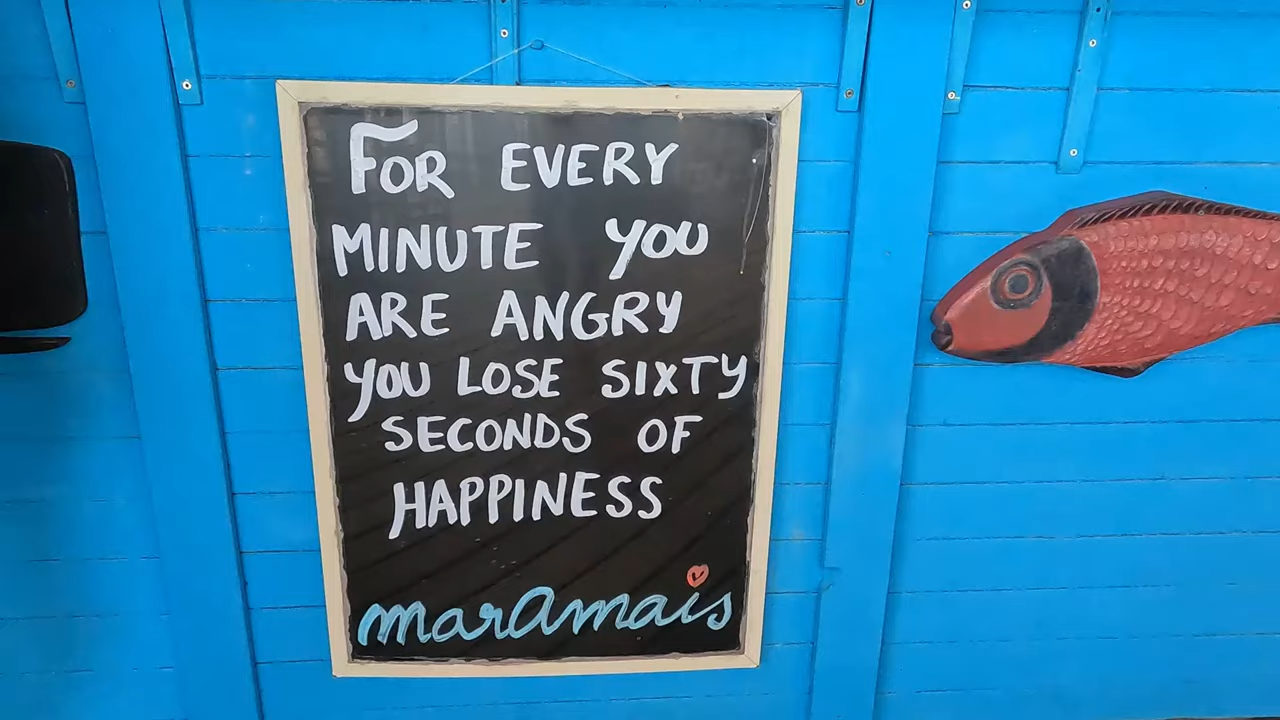 FOR EVERY
MINUTE YOU
ARE ANGRY
YOU LOSE SIXTY
SECONDS OF
HAPPINESS
marAmais